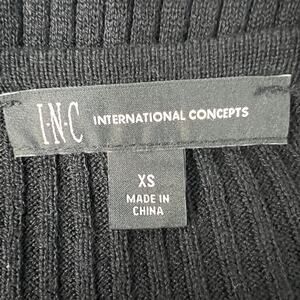 I·N·C INTERNATIONAL CONCEPTS
XS
MADE IN
CHINA